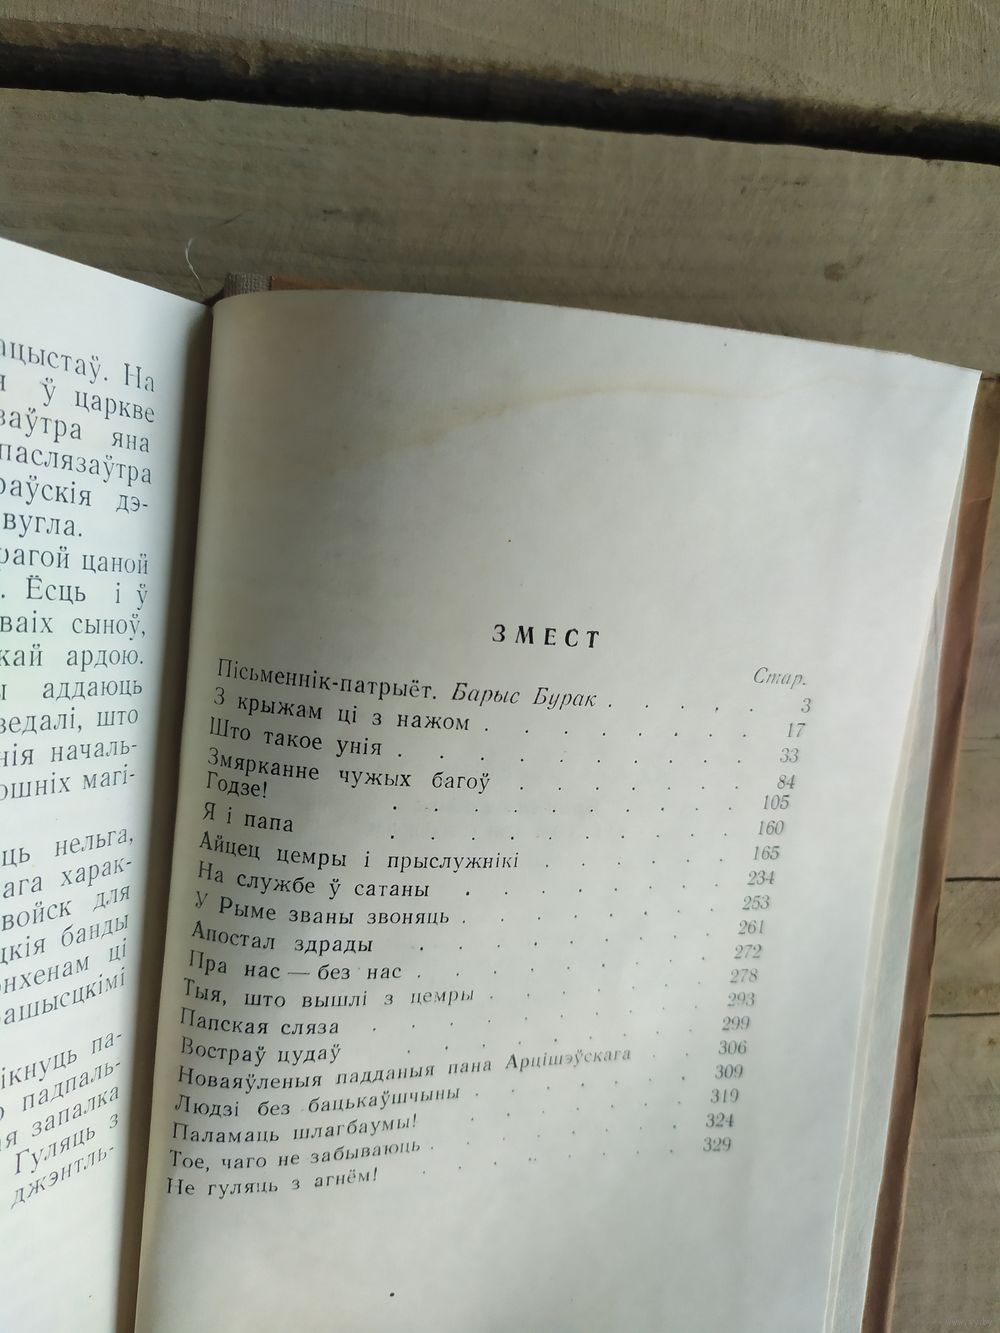 ацыстаў. На
я ў царкве
заўтра яна
паслязаўтра
раўскія дэ-
вугла.
рагой цаной
. Ёсць і ў
ваіх сыноў,
кай ардою.
ы аддаюць
ведалі, што
нія началь-
ошніх магі-
ць нельга,
ага харак-
войск для
цкія банды
нхенам ці
ашысцкімі
ікнуць па-
о падпаль-
ая запалка
Гуляць з
джэнтль-
ЗМЕСТ
Стар.
Пісьменнік-патрыёт. Барыс Бурак . . . . . 3
З крыжам ці з нажом . . . . . . . 17
Што такое унія . . . . . . . . . 33
Змярканне чужых багоў . . . . . . 84
Годзе! . . . . . . . . . 105
Я і папа . . . . . . . . . 160
Айцец цемры і прыслужнікі . . . . . 165
На службе ў сатаны . . . . . . . 234
У Рыме званы звоняць . . . . . . . 253
Апостал здрады . . . . . . . . 261
Пра нас — без нас . . . . . . . . 272
Тыя, што вышлі з цемры . . . . . . 278
Папская сляза . . . . . . . . 293
Востраў цудаў . . . . . . . . 299
Новаяўленыя падданыя пана Арцішэўскага . . 306
Людзі без бацькаўшчыны . . . . . . 309
Паламаць шлагбаумы! . . . . . . 319
Тое, чаго не забываюць . . . . . . 324
Не гуляць з агнём! . . . . . . . 329